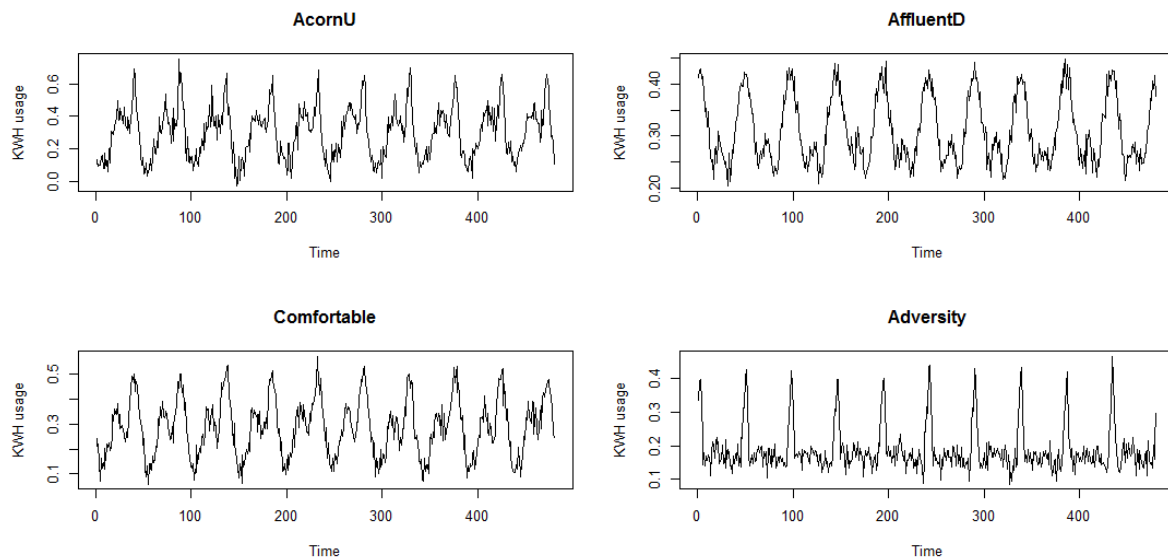 AcornU
KWH usage
0.0 0.2 0.4 0.6
0 100 200 300 400
Time
AffluentD
KWH usage
0.20 0.30 0.40
0 100 200 300 400
Time
Comfortable
KWH usage
0.1 0.3 0.5
0 100 200 300 400
Time
Adversity
KWH usage
0.1 0.2 0.3 0.4
0 100 200 300 400
Time